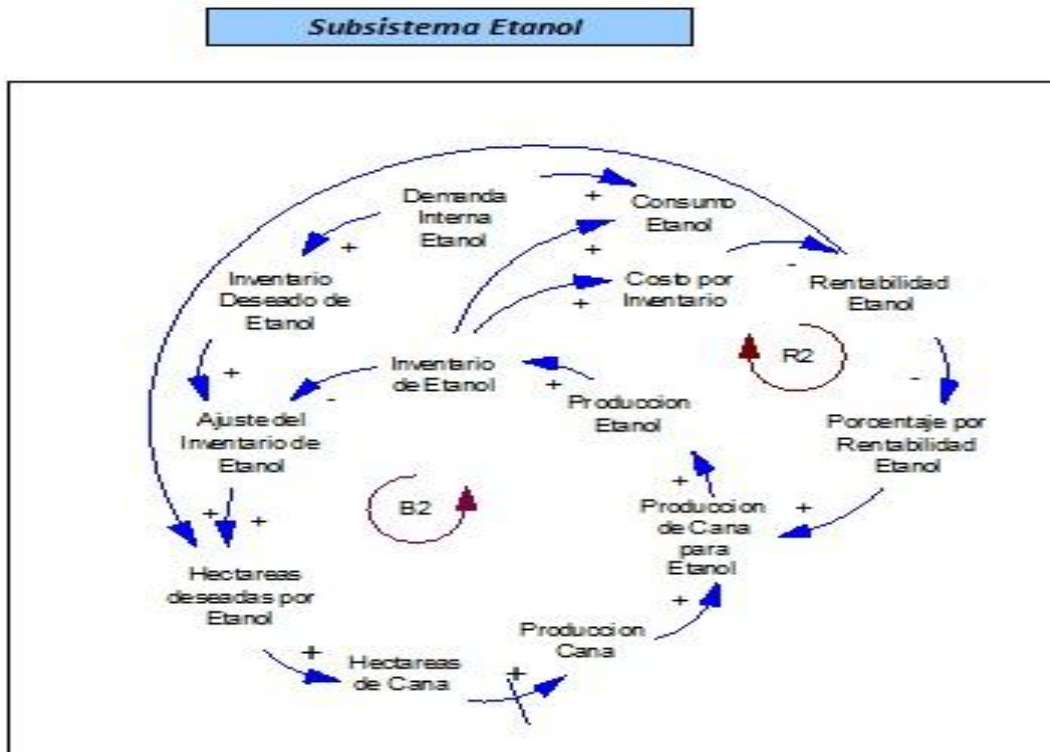 Subsistema Etanol
Demanda
Interna
Etanol
+
+
Consumo
Etanol
+
Inventario
Deseado de
Etanol
Costo por
Inventario
+
-
Rentabilidad
Etanol
+
Inventario
de Etanol
-
+
Produccion
Etanol
R2
-
Ajuste del
Inventario de
Etanol
Porcentaje por
Rentabilidad
Etanol
B2
+
+
+
Produccion
de Cana
para
Etanol
+
Hectareas
deseadas por
Etanol
+
Produccion
Cana
+
Hectareas
de Cana
+